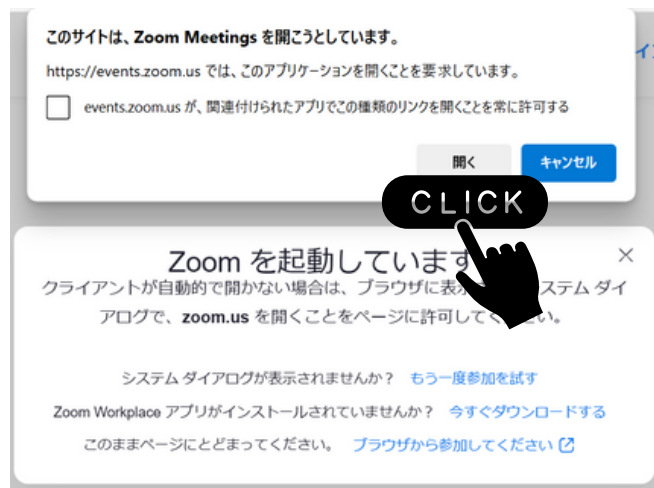 このサイトは、Zoom Meetings を開こうとしています。
https://events.zoom.us では、このアプリケーションを開くことを要求しています。
events.zoom.us が、関連付けられたアプリでこの種類のリンクを開くことを常に許可する
開く
キャンセル
CLICK
Zoom を起動しています
クライアントが自動的で開かない場合は、ブラウザに表 ステム ダイ
アログで、zoom.us を開くことをページに許可してく い。
システム ダイアログが表示されませんか? もう一度参加を試す
Zoom Workplace アプリがインストールされていませんか? 今すぐダウンロードする
このままページにとどまってください。 ブラウザから参加してください